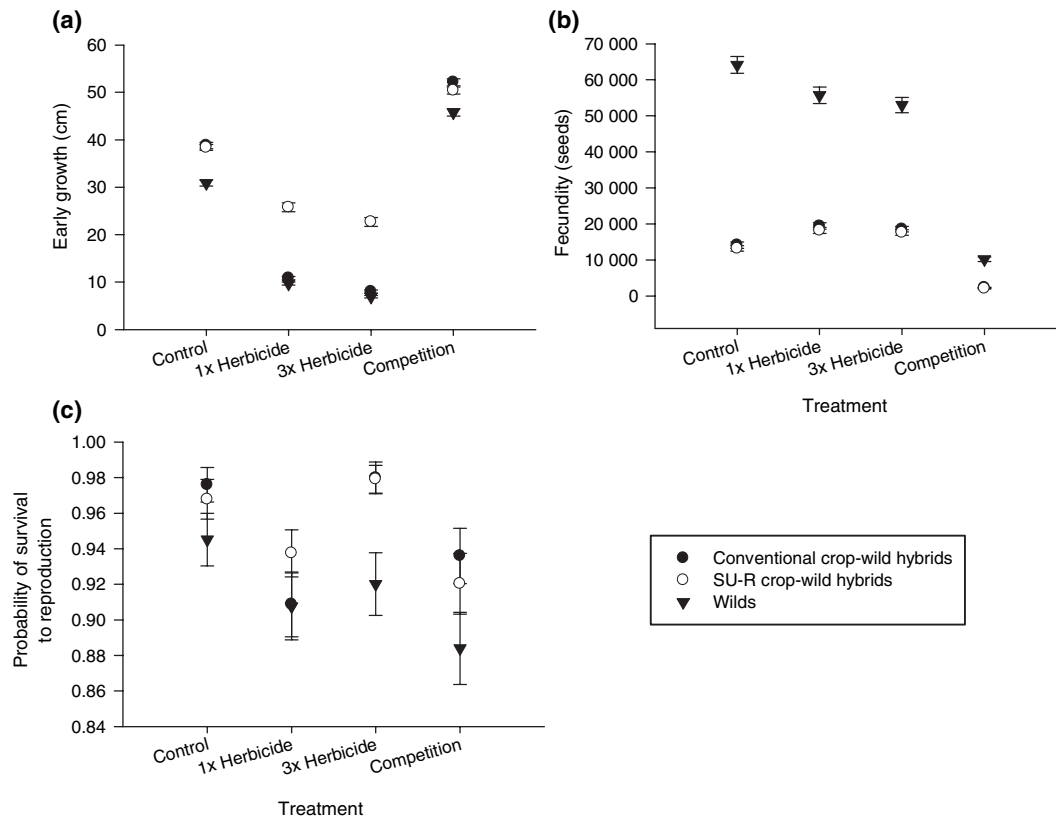 (a)
60
50
40
30
20
10
0
Early growth (cm)
Control
1x Herbicide
3x Herbicide
Competition
(b)
70 000
60 000
50 000
40 000
30 000
20 000
10 000
0
Fecundity (seeds)
Control
1x Herbicide
3x Herbicide
Competition
Treatment
(c)
1.00
0.98
0.96
0.94
0.92
0.90
0.88
0.86
0.84
Probability of survival
to reproduction
Control
1x Herbicide
3x Herbicide
Competition
Treatment
Conventional crop-wild hybrids
SU-R crop-wild hybrids
Wilds